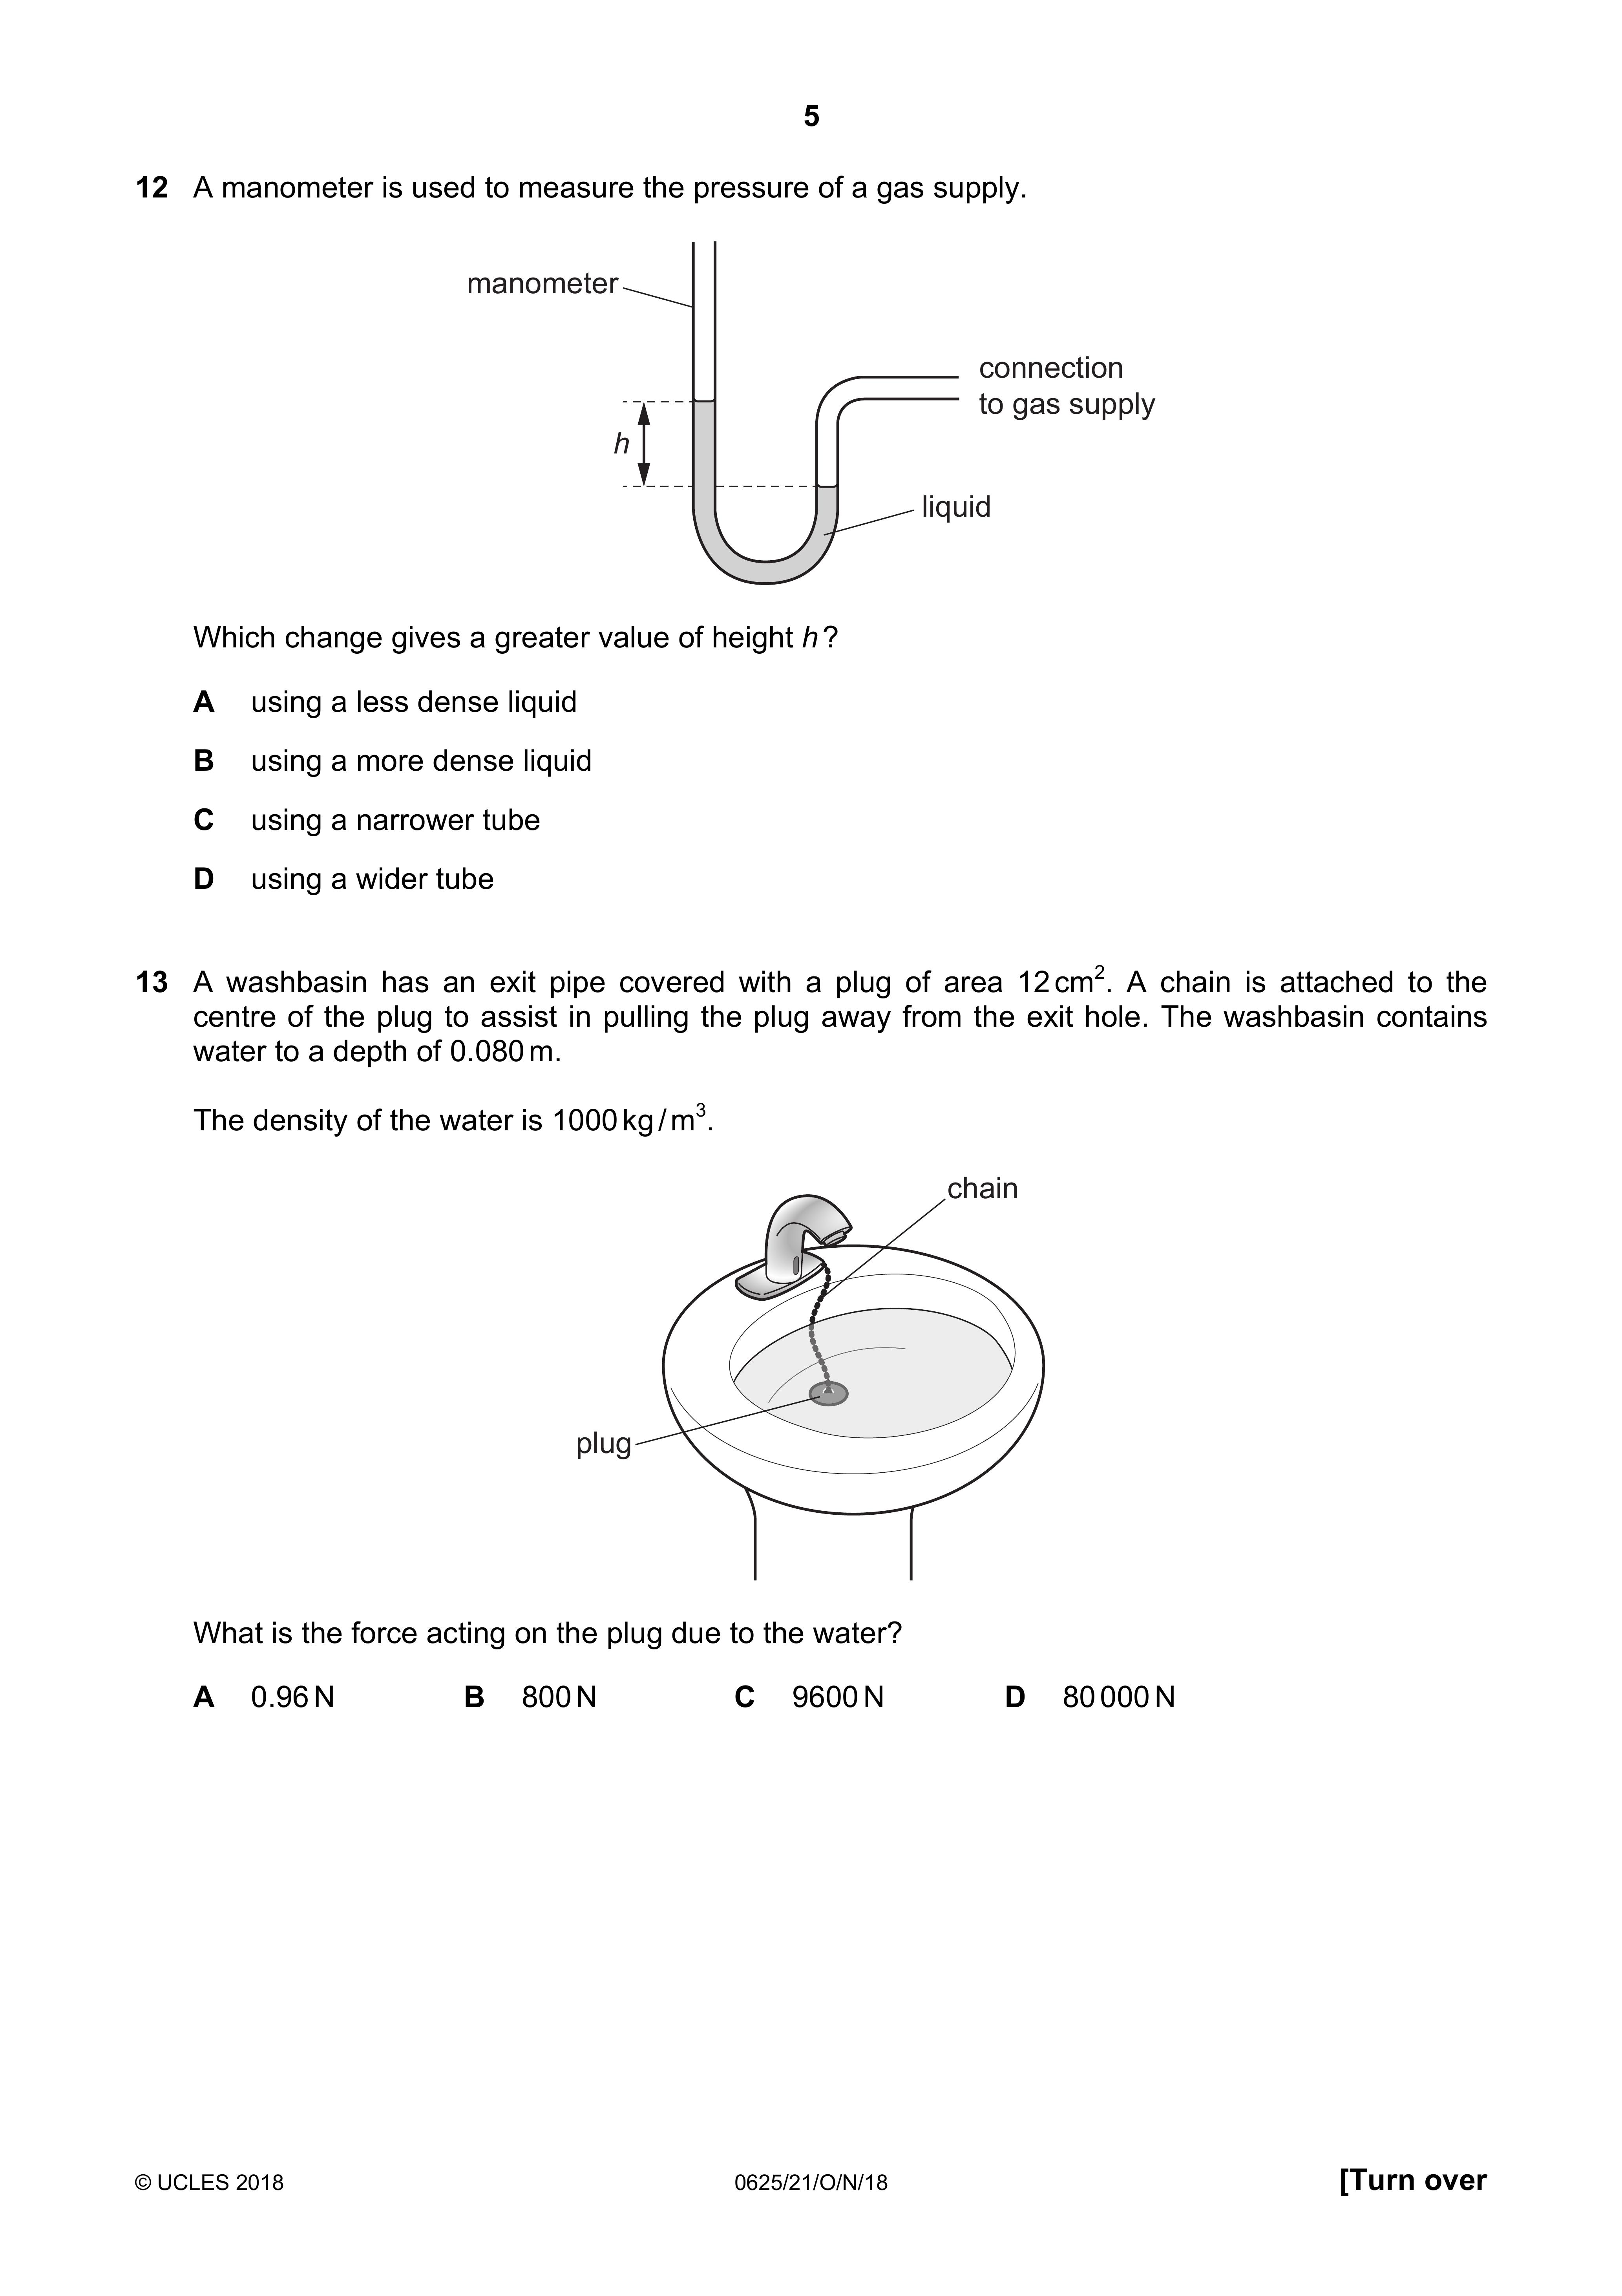 5
12 A manometer is used to measure the pressure of a gas supply.
manometer
connection
to gas supply
h
liquid
Which change gives a greater value of height h?
A using a less dense liquid
B using a more dense liquid
C using a narrower tube
D using a wider tube
13 A washbasin has an exit pipe covered with a plug of area 12 cm². A chain is attached to the
centre of the plug to assist in pulling the plug away from the exit hole. The washbasin contains
water to a depth of 0.080 m.
The density of the water is 1000 kg/m³.
chain
plug
What is the force acting on the plug due to the water?
A 0.96 N B 800 N C 9600 N D 80 000 N
© UCLES 2018 0625/21/O/N/18 [Turn over